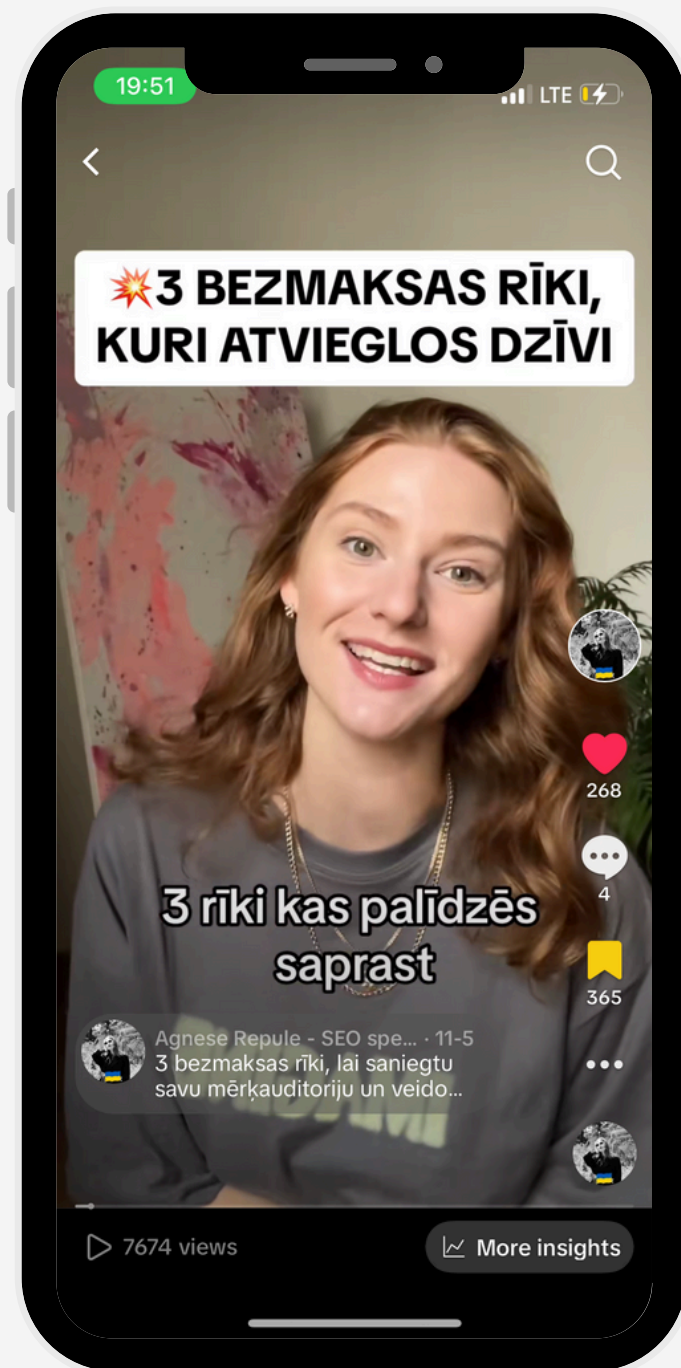 19:51
LTE
💥3 BEZMAKSAS RĪKI,
KURI ATVIEGLOS DZĪVI
268
4
3 rīki kas palīdzēs
saprast
365
Agnese Repule - SEO spe... · 11-5
3 bezmaksas rīki, lai saniegtu
savu mērķauditoriju un veido...
7674 views
More insights